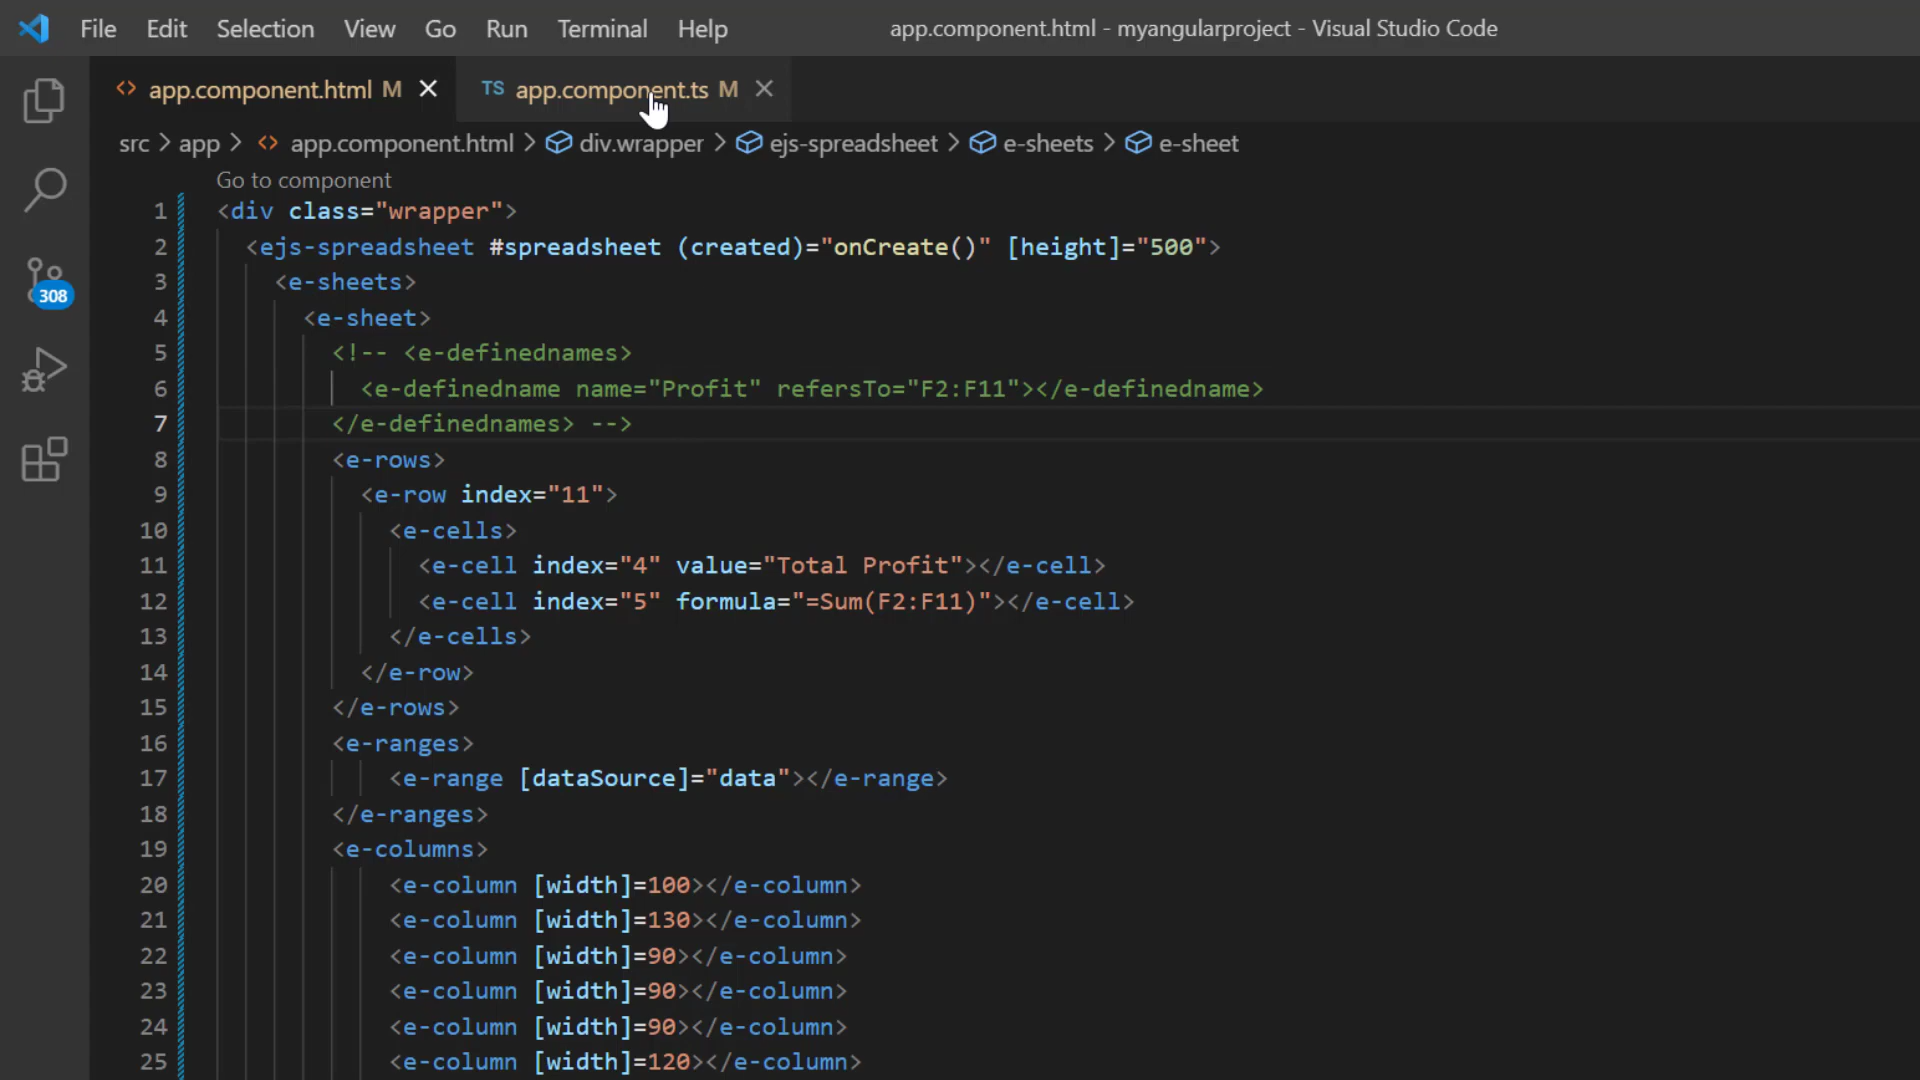 File Edit Selection View Go Run Terminal Help app.component.html - myangularproject - Visual Studio Code
<> app.component.html M × TS app.component.ts M ×
src > app > <> app.component.html > div.wrapper > ejs-spreadsheet > e-sheets > e-sheet
Go to component
1 <div class="wrapper">
2 <ejs-spreadsheet #spreadsheet (created)="onCreate()" [height]="500">
3 <e-sheets>
4 <e-sheet>
5 <!-- <e-definednames>
6 <e-definedname name="Profit" refersTo="F2:F11"></e-definedname>
7 </e-definednames> -->
8 <e-rows>
9 <e-row index="11">
10 <e-cells>
11 <e-cell index="4" value="Total Profit"></e-cell>
12 <e-cell index="5" formula="=Sum(F2:F11)"></e-cell>
13 </e-cells>
14 </e-row>
15 </e-rows>
16 <e-ranges>
17 <e-range [dataSource]="data"></e-range>
18 </e-ranges>
19 <e-columns>
20 <e-column [width]=100></e-column>
21 <e-column [width]=130></e-column>
22 <e-column [width]=90></e-column>
23 <e-column [width]=90></e-column>
24 <e-column [width]=90></e-column>
25 <e-column [width]=120></e-column>
308